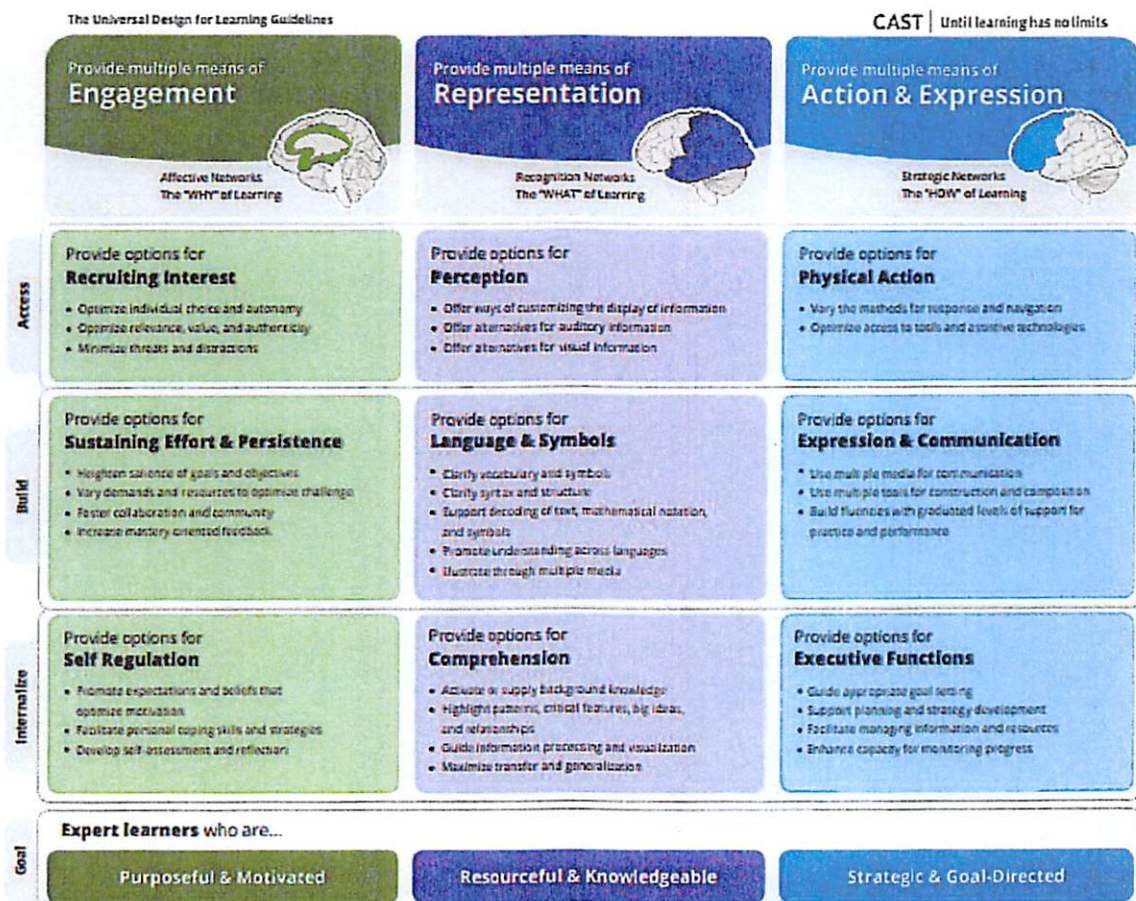 The Universal Design for Learning Guidelines
CAST | Until learning has no limits
Provide multiple means of
Engagement
Affective Networks
The "WHY" of Learning
Provide multiple means of
Representation
Recognition Networks
The "WHAT" of Learning
Provide multiple means of
Action & Expression
Strategic Networks
The "HOW" of Learning
Access
Provide options for
Recruiting Interest
• Optimize individual choice and autonomy
• Optimize relevance, value, and authenticity
• Minimize threats and distractions
Provide options for
Perception
• Offer ways of customizing the display of information
• Offer alternatives for auditory information
• Offer alternatives for visual information
Provide options for
Physical Action
• Vary the methods for response and navigation
• Optimize access to tools and assistive technologies
Build
Provide options for
Sustaining Effort & Persistence
• Heighten salience of goals and objectives
• Vary demands and resources to optimize challenge
• Foster collaboration and community
• Increase mastery-oriented feedback
Provide options for
Language & Symbols
• Clarify vocabulary and symbols
• Clarify syntax and structure
• Support decoding of text, mathematical notation,
and symbols
• Promote understanding across languages
• Illustrate through multiple media
Provide options for
Expression & Communication
• Use multiple media for communication
• Use multiple tools for construction and composition
• Build fluencies with graduated levels of support for
practice and performance
Internalize
Provide options for
Self Regulation
• Promote expectations and beliefs that
optimize motivation
• Facilitate personal coping skills and strategies
• Develop self-assessment and reflection
Provide options for
Comprehension
• Activate or supply background knowledge
• Highlight patterns, critical features, big ideas,
and relationships
• Guide information processing and visualization
• Maximize transfer and generalization
Provide options for
Executive Functions
• Guide appropriate goal setting
• Support planning and strategy development
• Facilitate managing information and resources
• Enhance capacity for monitoring progress
Goal
Expert learners who are...
Purposeful & Motivated
Resourceful & Knowledgeable
Strategic & Goal-Directed